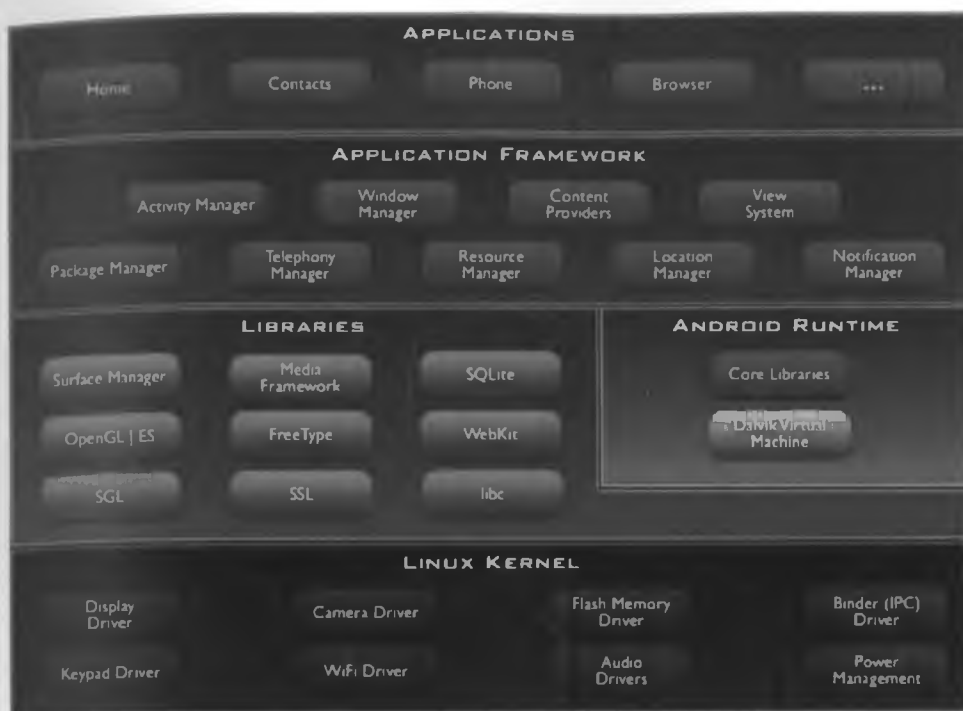 APPLICATIONS
Home
Contacts
Phone
Browser
...
APPLICATION FRAMEWORK
Activity Manager
Window
Manager
Content
Providers
View
System
Package Manager
Telephony
Manager
Resource
Manager
Location
Manager
Notification
Manager
LIBRARIES
Surface Manager
Media
Framework
SQLite
OpenGL | ES
FreeType
WebKit
SGL
SSL
libc
ANDROID RUNTIME
Core Libraries
Dalvik Virtual
Machine
LINUX KERNEL
Display
Driver
Camera Driver
Flash Memory
Driver
Binder (IPC)
Driver
Keypad Driver
WiFi Driver
Audio
Drivers
Power
Management